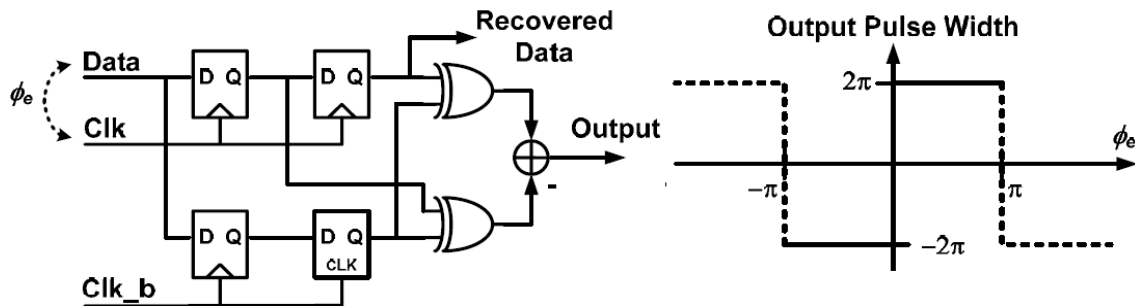 Recovered
Data
Data
D Q
D Q
ϕe
Clk
Output
-
D Q
D Q
CLK
Clk_b
Output Pulse Width
2π
ϕe
−π
π
−2π